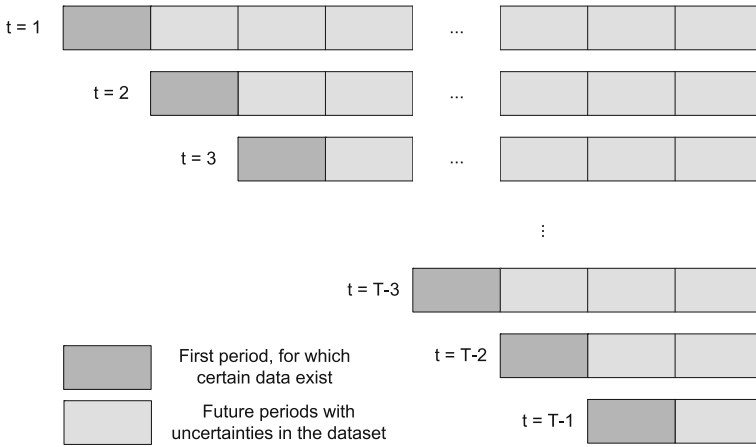 t = 1
...
t = 2
...
t = 3
...
⋮
t = T-3
First period, for which
certain data exist
t = T-2
Future periods with
uncertainties in the dataset
t = T-1